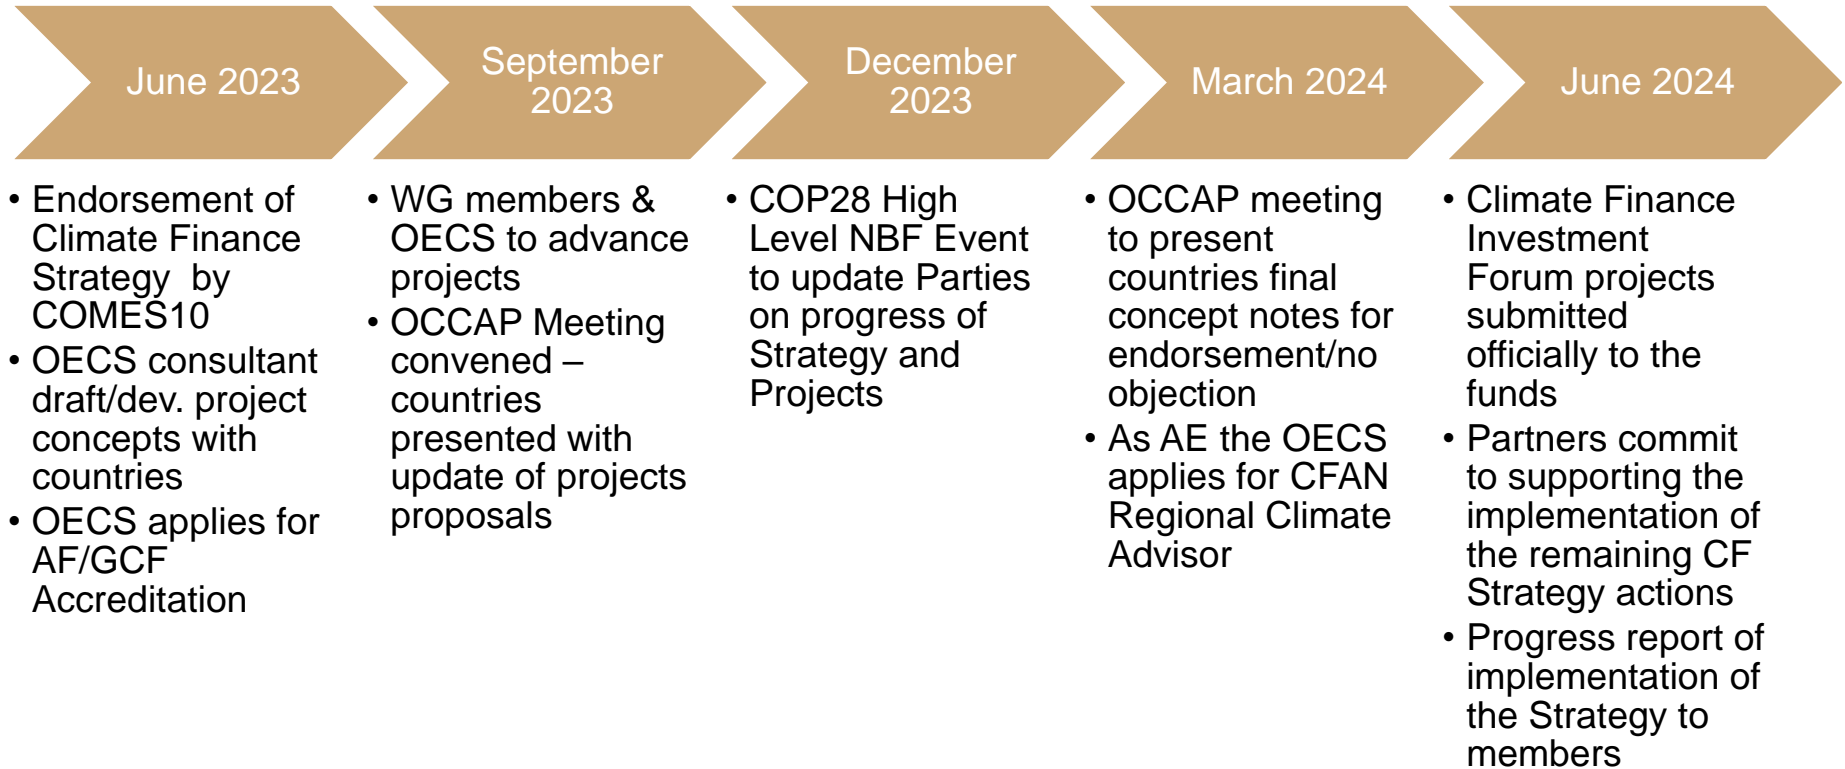 June 2023
September
2023
December
2023
March 2024
June 2024
• Endorsement of
Climate Finance
Strategy by
COMES10
• OECS consultant
draft/dev. project
concepts with
countries
• OECS applies for
AF/GCF
Accreditation
• WG members &
OECS to advance
projects
• OCCAP Meeting
convened –
countries
presented with
update of projects
proposals
• COP28 High
Level NBF Event
to update Parties
on progress of
Strategy and
Projects
• OCCAP meeting
to present
countries final
concept notes for
endorsement/no
objection
• As AE the OECS
applies for CFAN
Regional Climate
Advisor
• Climate Finance
Investment
Forum projects
submitted
officially to the
funds
• Partners commit
to supporting the
implementation of
the remaining CF
Strategy actions
• Progress report of
implementation of
the Strategy to
members